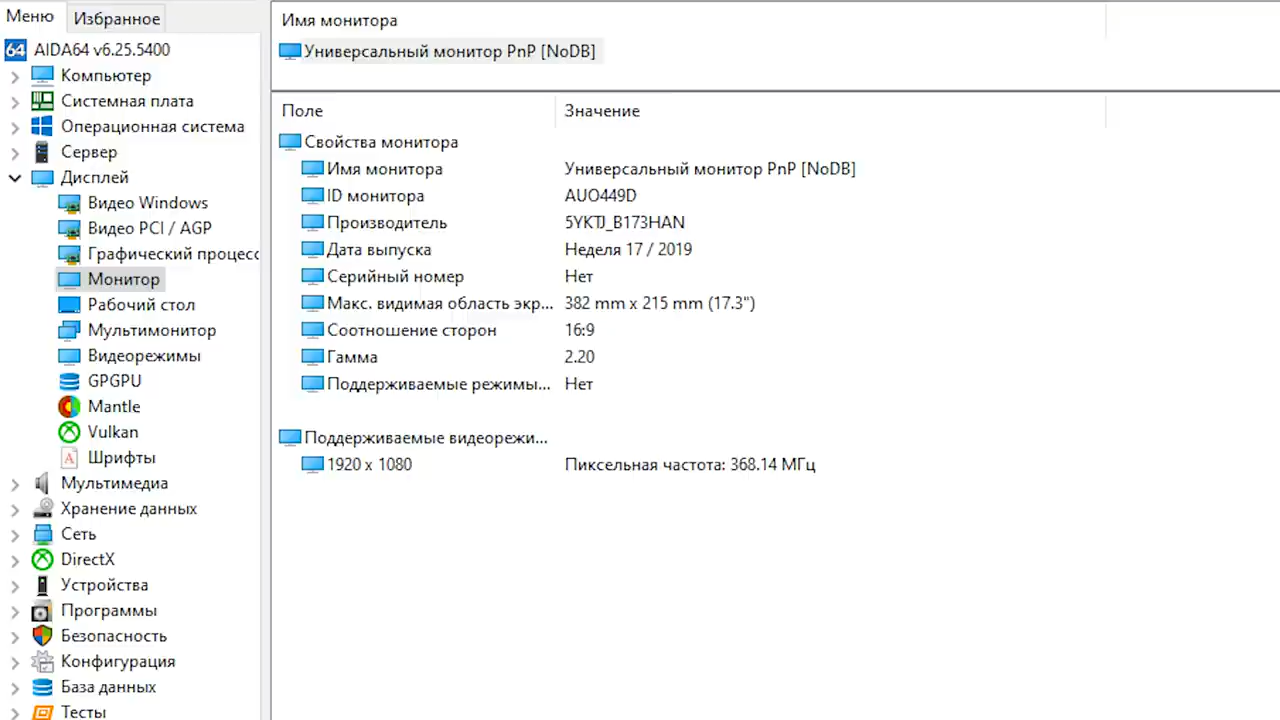 Меню
Избранное
AIDA64 v6.25.5400
Компьютер
Системная плата
Операционная система
Сервер
Дисплей
Видео Windows
Видео PCI / AGP
Графический процесс
Монитор
Рабочий стол
Мультимонитор
Видеорежимы
GPGPU
Mantle
Vulkan
Шрифты
Мультимедиа
Хранение данных
Сеть
DirectX
Устройства
Программы
Безопасность
Конфигурация
База данных
Тесты
Имя монитора
Универсальный монитор PnP [NoDB]
Поле Значение
Свойства монитора
Имя монитора Универсальный монитор PnP [NoDB]
ID монитора AUO449D
Производитель 5YKTJ_B173HAN
Дата выпуска Неделя 17 / 2019
Серийный номер Нет
Макс. видимая область экр... 382 mm x 215 mm (17.3")
Соотношение сторон 16:9
Гамма 2.20
Поддерживаемые режимы... Нет
Поддерживаемые видеорежи...
1920 x 1080 Пиксельная частота: 368.14 МГц